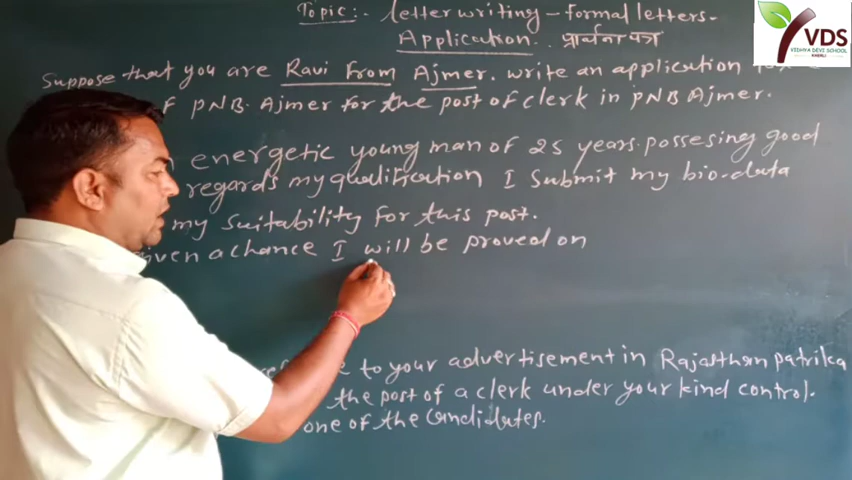 Topic:- letter writing - formal letters.
Application. प्रार्थना पत्र
VDS
VIDHYA DEVI SCHOOL
Suppose that you are Ravi From Ajmer. write an application
PNB. Ajmer for the post of clerk in PNB Ajmer.
energetic young man of 25 years. possesing good
regards my qualification I submit my bio-data
my suitability for this post.
given a chance I will be proved on
to your advertisement in Rajasthan patrika
the post of a clerk under your kind control.
one of the candidates.